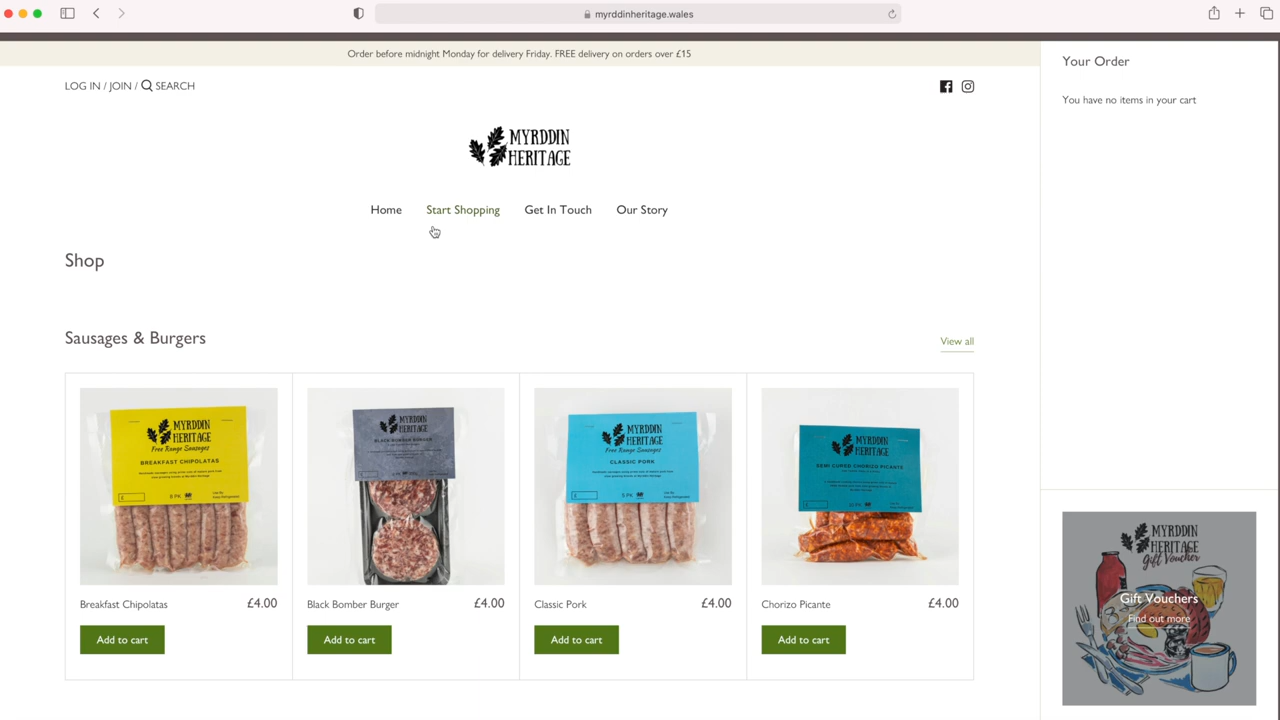 myrddinheritage.wales
Order before midnight Monday for delivery Friday. FREE delivery on orders over £15
LOG IN / JOIN / SEARCH
MYRDDIN
HERITAGE
Home Start Shopping Get In Touch Our Story
Shop
Sausages & Burgers
View all
MYRDDIN
HERITAGE
Free Range Sausages
BREAKFAST CHIPOLATAS
8 PK
MYRDDIN
HERITAGE
BLACK BOMBER BURGER
MYRDDIN
HERITAGE
CLASSIC PORK
5 PK
MYRDDIN
HERITAGE
SEMI CURED CHORIZO PICANTE
Breakfast Chipolatas £4.00
Add to cart
Black Bomber Burger £4.00
Add to cart
Classic Pork £4.00
Add to cart
Chorizo Picante £4.00
Add to cart
Your Order
You have no items in your cart
MYRDDIN
HERITAGE
Gift Voucher
Gift Vouchers
Find out more